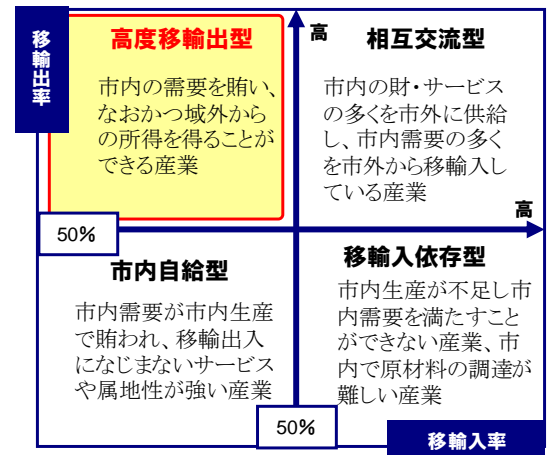 移輸出率
高度移輸出型
市内の需要を賄い、
なおかつ域外から
の所得を得ることが
できる産業
高
相互交流型
市内の財・サービス
の多くを市外に供給
し、市内需要の多く
を市外から移輸入し
ている産業
高
50%
市内自給型
市内需要が市内生産
で賄われ、移輸出入
になじまないサービス
や属地性が強い産業
移輸入依存型
市内生産が不足し市
内需要を満たすこと
ができない産業、市
内で原材料の調達が
難しい産業
50%
移輸入率